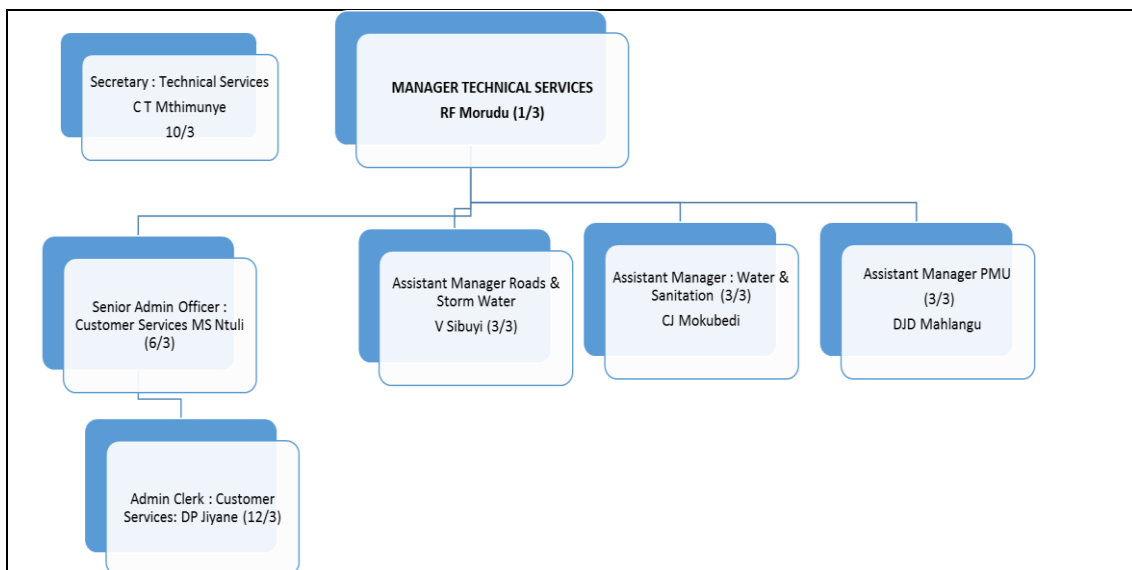 Secretary : Technical Services
C T Mthimunye
10/3
MANAGER TECHNICAL SERVICES
RF Morudu (1/3)
Senior Admin Officer :
Customer Services MS Ntuli
(6/3)
Assistant Manager Roads &
Storm Water
V Sibuyi (3/3)
Assistant Manager : Water &
Sanitation (3/3)
CJ Mokubedi
Assistant Manager PMU
(3/3)
DJD Mahlangu
Admin Clerk : Customer
Services: DP Jiyane (12/3)